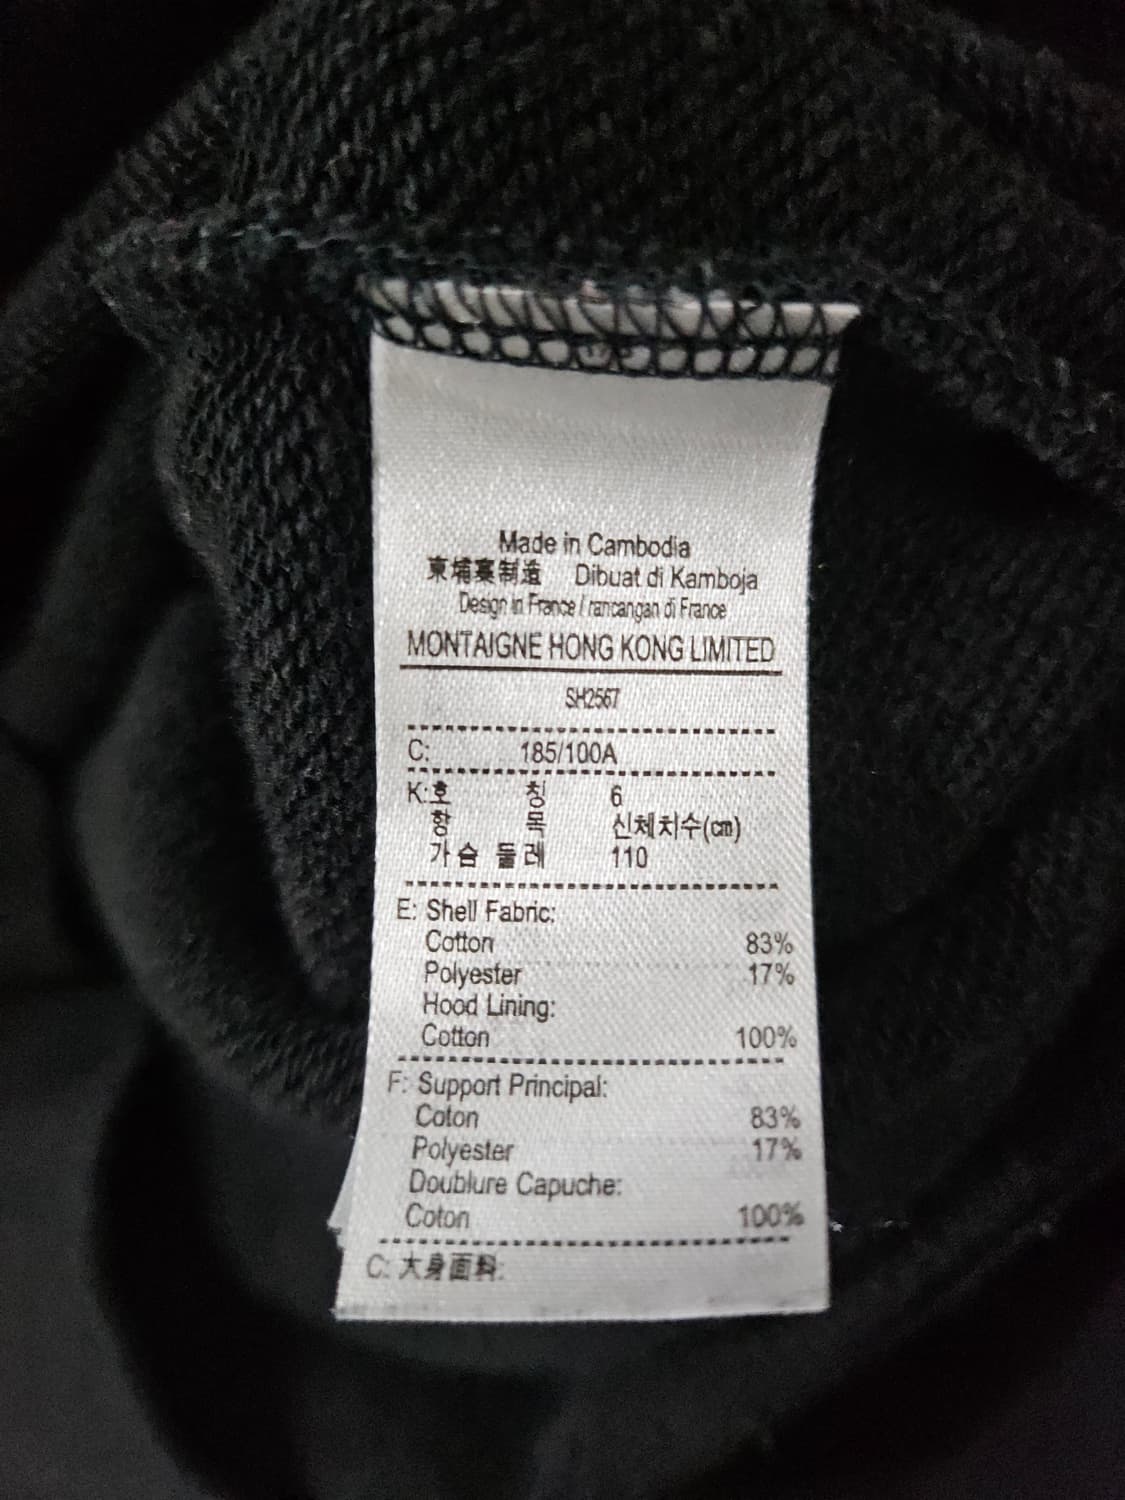 Made in Cambodia
柬埔寨制造 Dibuat di Kamboja
Design in France / rancangan di France
MONTAIGNE HONG KONG LIMITED
SH2567
C: 185/100A
K:호 칭 6
항 목 신체치수(cm)
가슴 둘레 110
E: Shell Fabric:
Cotton 83%
Polyester 17%
Hood Lining:
Cotton 100%
F: Support Principal:
Coton 83%
Polyester 17%
Doublure Capuche:
Coton 100%
C: 大身面料: